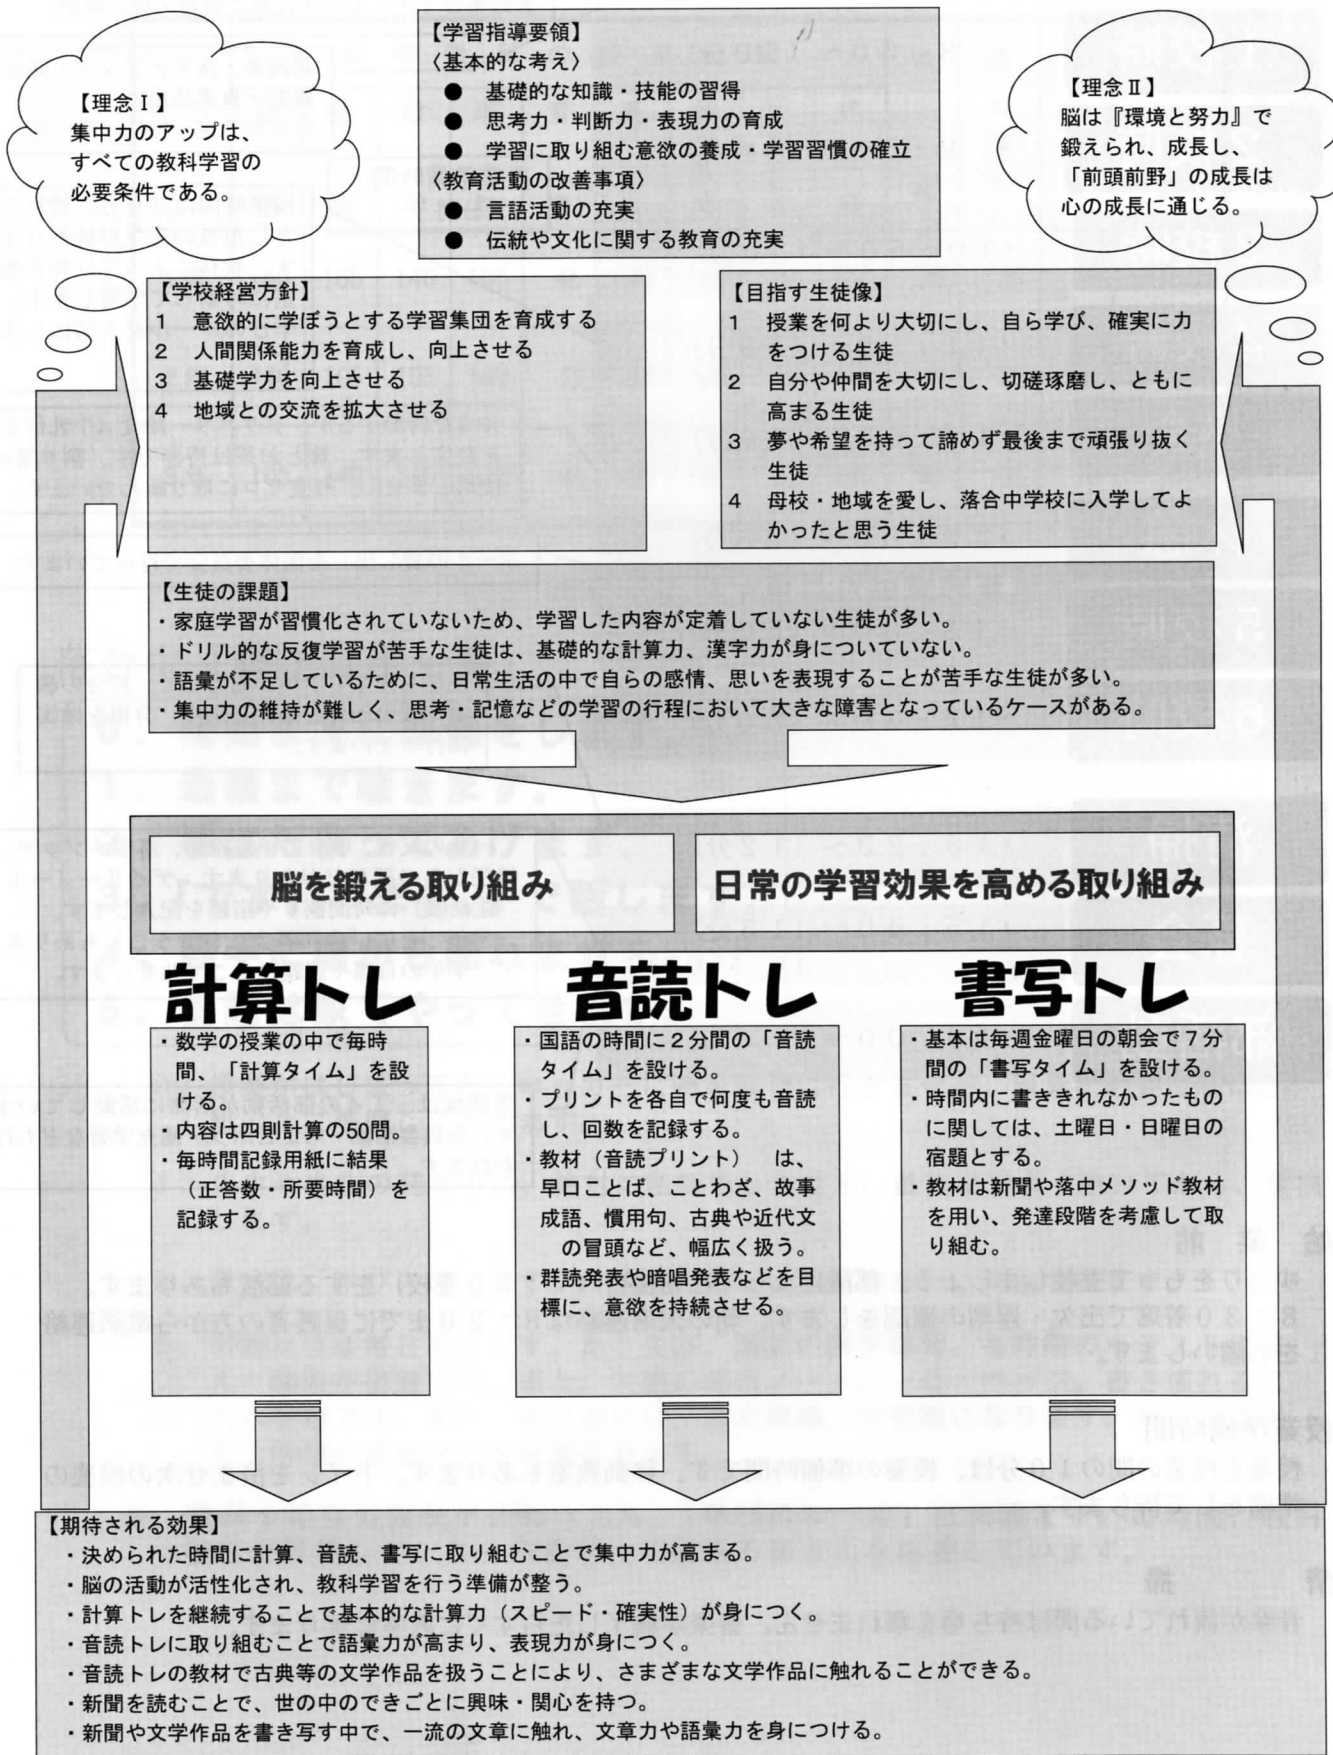 【学習指導要領】
〈基本的な考え〉
● 基礎的な知識・技能の習得
● 思考力・判断力・表現力の育成
● 学習に取り組む意欲の養成・学習習慣の確立
〈教育活動の改善事項〉
● 言語活動の充実
● 伝統や文化に関する教育の充実
【理念Ⅰ】
集中力のアップは、
すべての教科学習の
必要条件である。
【理念Ⅱ】
脳は『環境と努力』で
鍛えられ、成長し、
「前頭前野」の成長は
心の成長に通じる。
【学校経営方針】
1 意欲的に学ぼうとする学習集団を育成する
2 人間関係能力を育成し、向上させる
3 基礎学力を向上させる
4 地域との交流を拡大させる
【目指す生徒像】
1 授業を何より大切にし、自ら学び、確実に力
をつける生徒
2 自分や仲間を大切にし、切磋琢磨し、ともに
高まる生徒
3 夢や希望を持って諦めず最後まで頑張り抜く
生徒
4 母校・地域を愛し、落合中学校に入学してよ
かったと思う生徒
【生徒の課題】
・家庭学習が習慣化されていないため、学習した内容が定着していない生徒が多い。
・ドリル的な反復学習が苦手な生徒は、基礎的な計算力、漢字力が身についていない。
・語彙が不足しているために、日常生活の中で自らの感情、思いを表現することが苦手な生徒が多い。
・集中力の維持が難しく、思考・記憶などの学習の行程において大きな障害となっているケースがある。
脳を鍛える取り組み
日常の学習効果を高める取り組み
計算トレ
・数学の授業の中で毎時
間、「計算タイム」を設
ける。
・内容は四則計算の50問。
・毎時間記録用紙に結果
（正答数・所要時間）を
記録する。
音読トレ
・国語の時間に２分間の「音読
タイム」を設ける。
・プリントを各自で何度も音読
し、回数を記録する。
・教材（音読プリント） は、
早口ことば、ことわざ、故事
成語、慣用句、古典や近代文
の冒頭など、幅広く扱う。
・群読発表や暗唱発表などを目
標に、意欲を持続させる。
書写トレ
・基本は毎週金曜日の朝会で７分
間の「書写タイム」を設ける。
・時間内に書ききれなかったもの
に関しては、土曜日・日曜日の
宿題とする。
・教材は新聞や落中メソッド教材
を用い、発達段階を考慮して取
り組む。
【期待される効果】
・決められた時間に計算、音読、書写に取り組むことで集中力が高まる。
・脳の活動が活性化され、教科学習を行う準備が整う。
・計算トレを継続することで基本的な計算力（スピード・確実性）が身につく。
・音読トレに取り組むことで語彙力が高まり、表現力が身につく。
・音読トレの教材で古典等の文学作品を扱うことにより、さまざまな文学作品に触れることができる。
・新聞を読むことで、世の中のできごとに興味・関心を持つ。
・新聞や文学作品を書き写す中で、一流の文章に触れ、文章力や語彙力を身につける。